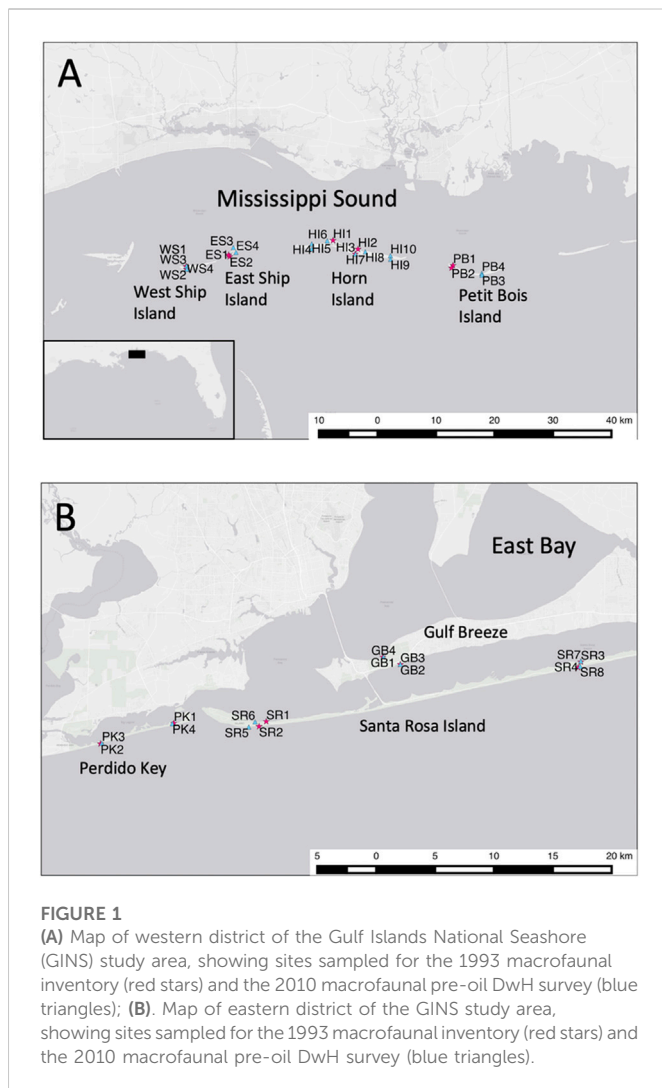 A
Mississippi Sound
WS1
WS3
WS2
WS4
West Ship
Island
ES3
ES4
ES1
ES2
East Ship
Island
HI6
HI1
HI4
HI5
HI3
HI2
HI7
HI8
HI10
HI9
Horn
Island
PB1
PB2
PB4
PB3
Petit Bois
Island
10 0 10 20 30 40 km
B
East Bay
Gulf Breeze
GB4
GB1
GB3
GB2
SR7
SR3
SR4
SR8
Santa Rosa Island
SR6
SR1
SR5
SR2
PK1
PK4
PK3
PK2
Perdido Key
5 0 5 10 15 20 km
FIGURE 1
(A) Map of western district of the Gulf Islands National Seashore
(GINS) study area, showing sites sampled for the 1993 macrofaunal
inventory (red stars) and the 2010 macrofaunal pre-oil DwH survey (blue
triangles); (B). Map of eastern district of the GINS study area,
showing sites sampled for the 1993 macrofaunal inventory (red stars) and
the 2010 macrofaunal pre-oil DwH survey (blue triangles).